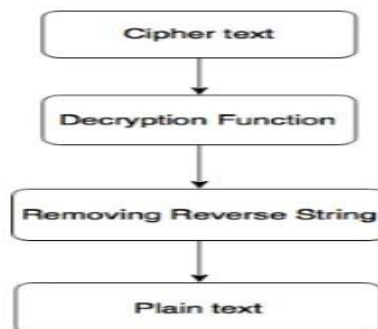 Cipher text
Decryption Function
Removing Reverse String
Plain text